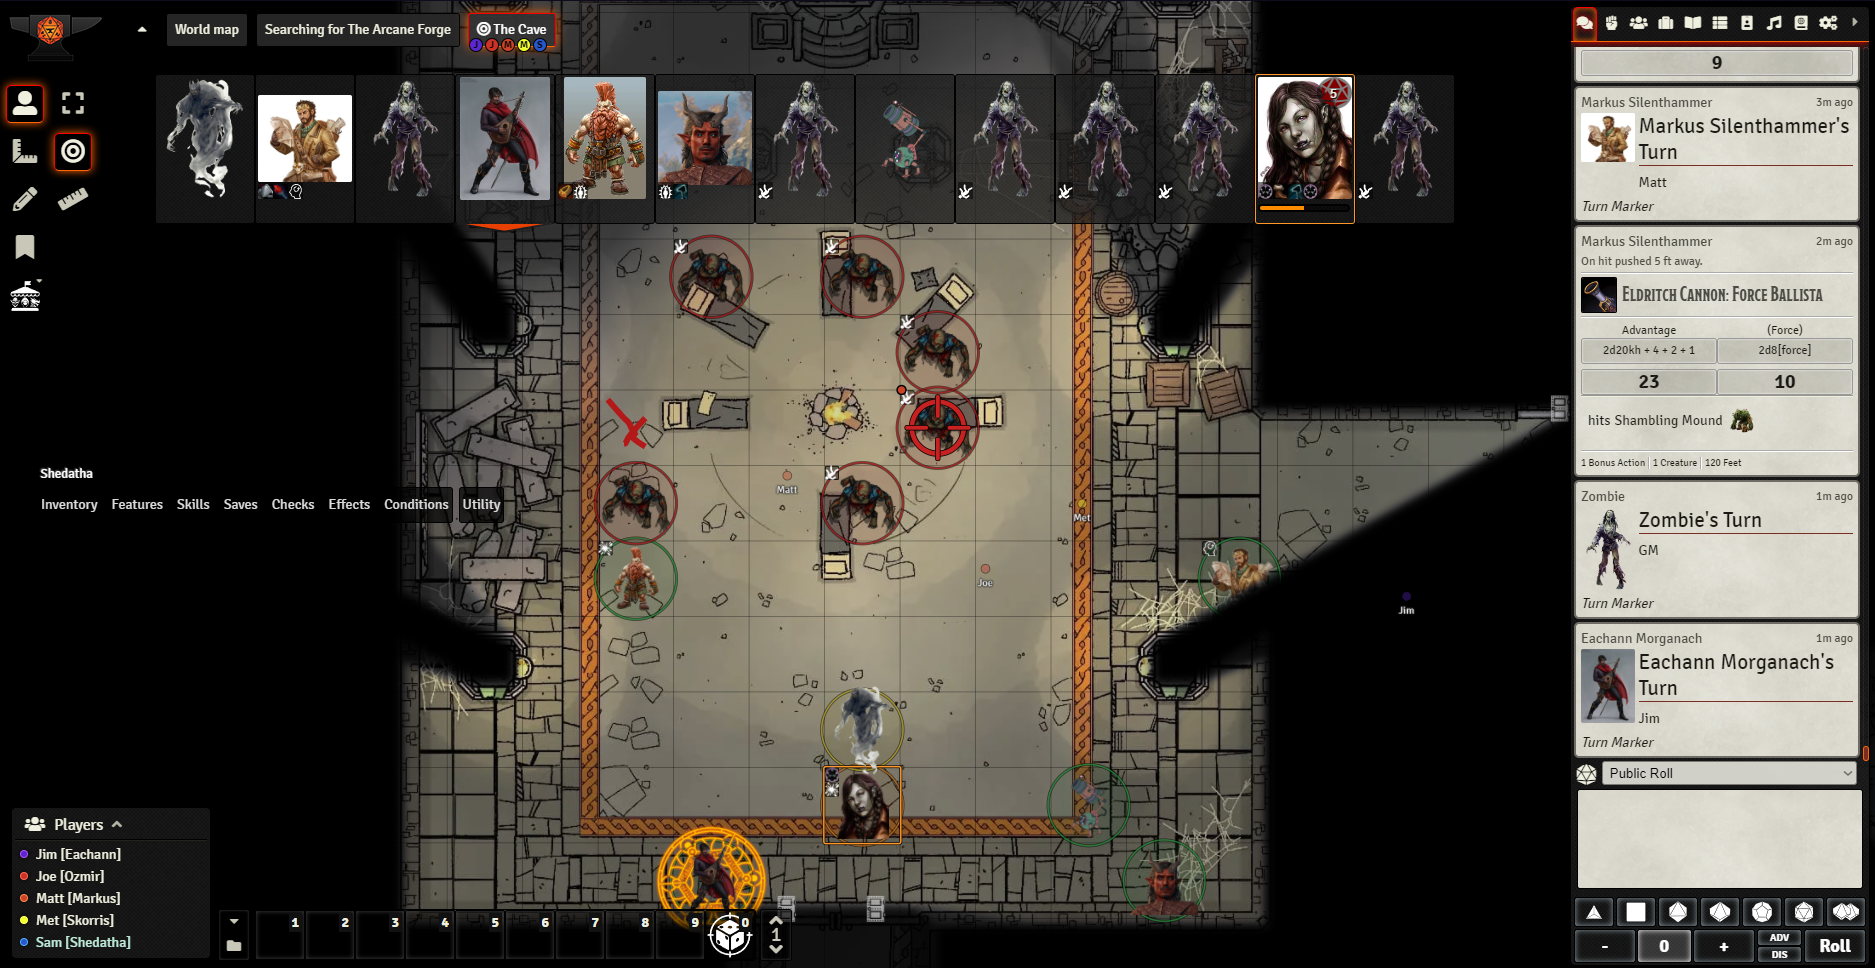 World map
Searching for The Arcane Forge
The Cave
J
J
M
M
S
5
Shedatha
Inventory
Features
Skills
Saves
Checks
Effects
Conditions
Utility
Matt
Met
Joe
Jim
Players
Jim [Eachann]
Joe [Ozmir]
Matt [Markus]
Met [Skorris]
Sam [Shedatha]
1
2
3
4
5
6
7
8
9
0
1
9
Markus Silenthammer
3m ago
Markus Silenthammer's
Turn
Matt
Turn Marker
Markus Silenthammer
2m ago
On hit pushed 5 ft away.
Eldritch Cannon: Force Ballista
Advantage
(Force)
2d20kh + 4 + 2 + 1
2d8[force]
23
10
hits Shambling Mound
1 Bonus Action
1 Creature
120 Feet
Zombie
1m ago
Zombie's Turn
GM
Turn Marker
Eachann Morganach
1m ago
Eachann Morganach's
Turn
Jim
Turn Marker
Public Roll
-
0
+
ADV
DIS
Roll